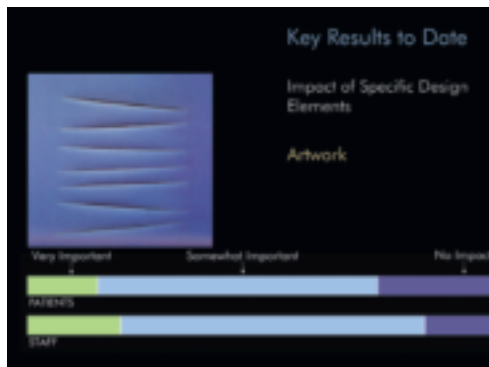 Key Results to Date
Impact of Specific Design
Elements
Artwork
Very Important
Somewhat Important
No Impact
PATIENTS
STAFF